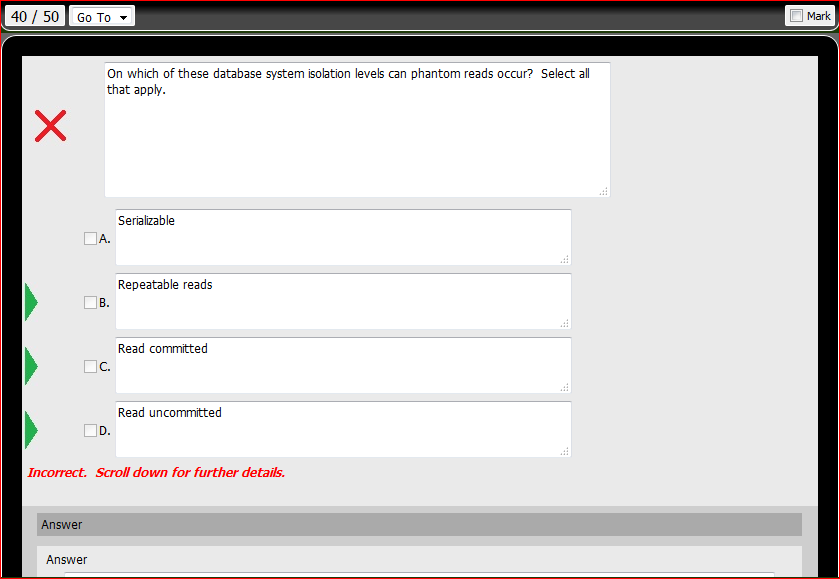 40 / 50 Go To Mark
On which of these database system isolation levels can phantom reads occur?  Select all
that apply.
A. Serializable
B. Repeatable reads
C. Read committed
D. Read uncommitted
Incorrect.  Scroll down for further details.
Answer
Answer